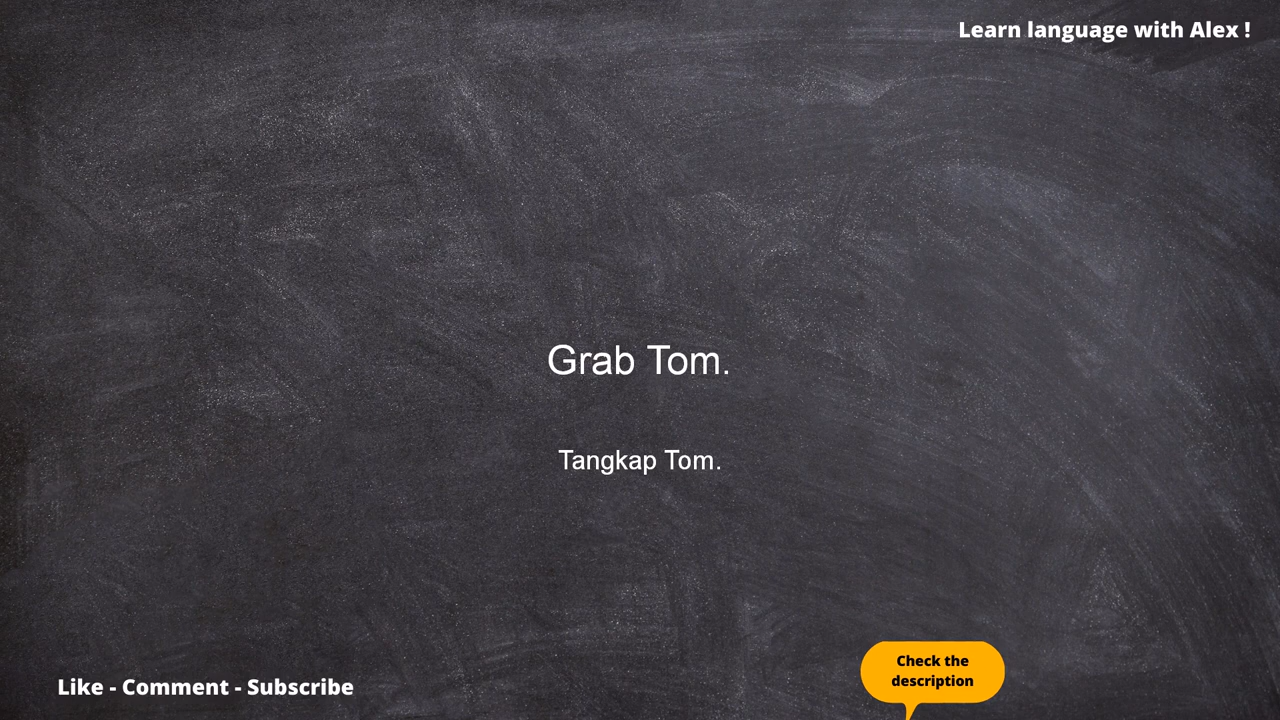 Learn language with Alex !
Grab Tom.
Tangkap Tom.
Like - Comment - Subscribe
Check the
description